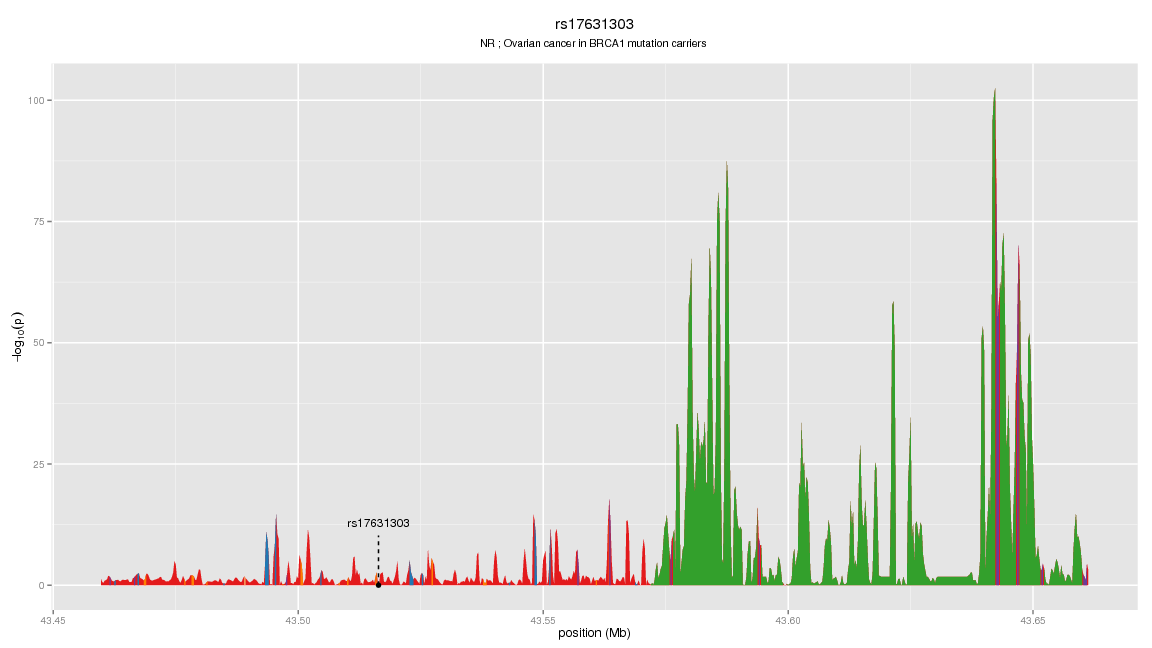 rs17631303
NR ; Ovarian cancer in BRCA1 mutation carriers
100
75
50
25
0
−log10(p)
rs17631303
43.45
43.50
43.55
43.60
43.65
position (Mb)